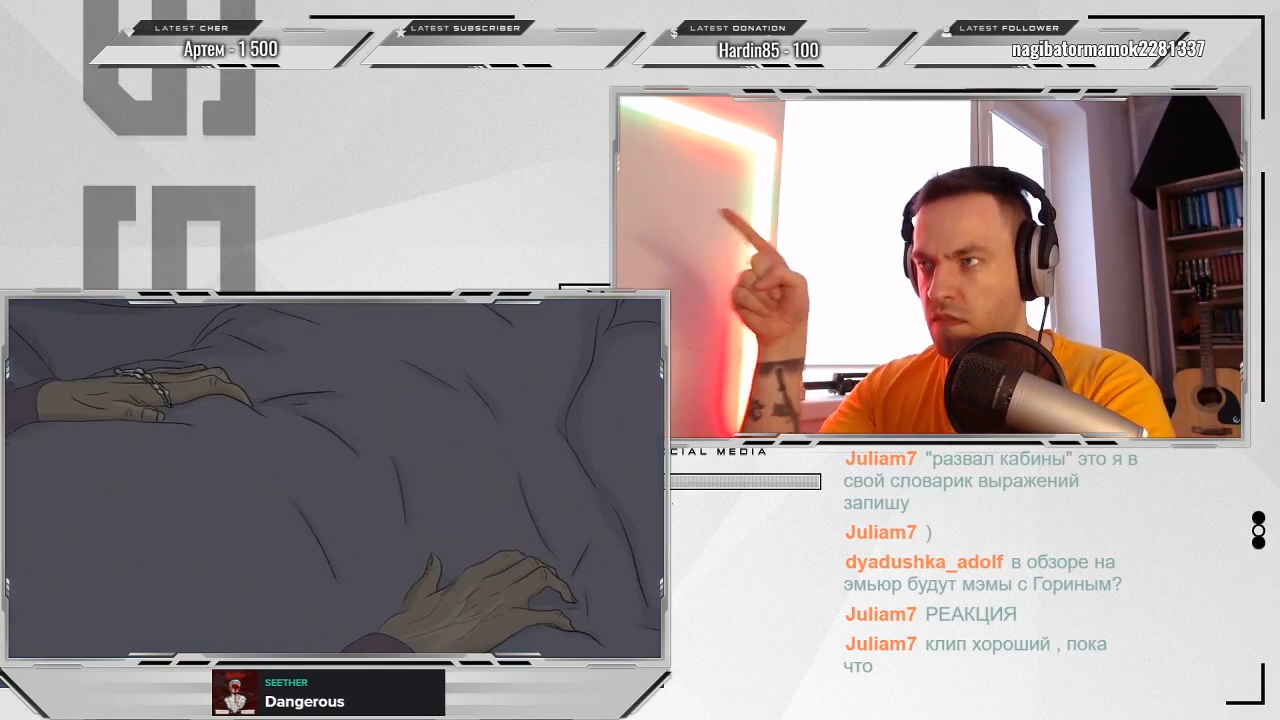 LATEST CHER
LATEST SUBSCRIBER
LATEST DONATION
LATEST FOLLOWER
Артем - 1 500
Hardin85 - 100
nagibatormamok2281337
CIAL MEDIA
Juliam7 "развал кабины" это я в
свой словарик выражений
запишу
Juliam7 )
dyadushka_adolf в обзоре на
эмьюр будут мэмы с Гориным?
Juliam7 РЕАКЦИЯ
Juliam7 клип хороший , пока
что
SEETHER
Dangerous